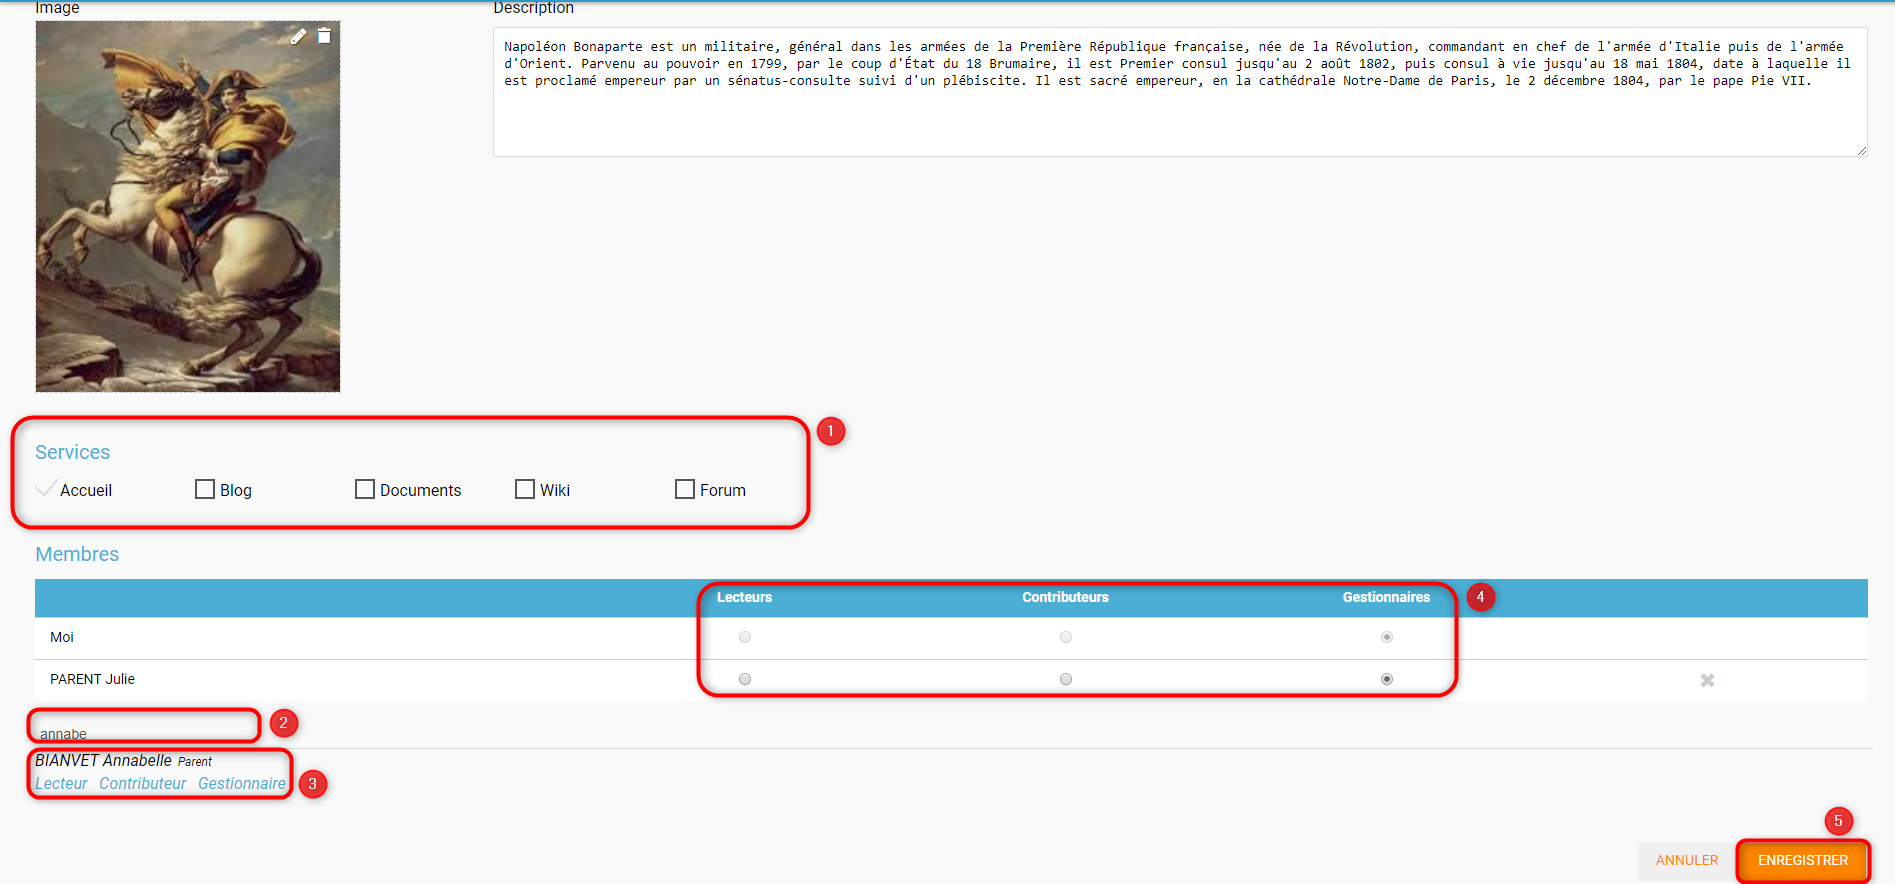 Image
Description
Napoléon Bonaparte est un militaire, général dans les armées de la Première République française, née de la Révolution, commandant en chef de l'armée d'Italie puis de l'armée
d'Orient. Parvenu au pouvoir en 1799, par le coup d'État du 18 Brumaire, il est Premier consul jusqu'au 2 août 1802, puis consul à vie jusqu'au 18 mai 1804, date à laquelle il
est proclamé empereur par un sénatus-consulte suivi d'un plébiscite. Il est sacré empereur, en la cathédrale Notre-Dame de Paris, le 2 décembre 1804, par le pape Pie VII.
1
Services
Accueil Blog Documents Wiki Forum
Membres
Lecteurs Contributeurs Gestionnaires 4
Moi
PARENT Julie
annabe 2
BIANVET Annabelle Parent
Lecteur Contributeur Gestionnaire 3
5
ANNULER ENREGISTRER